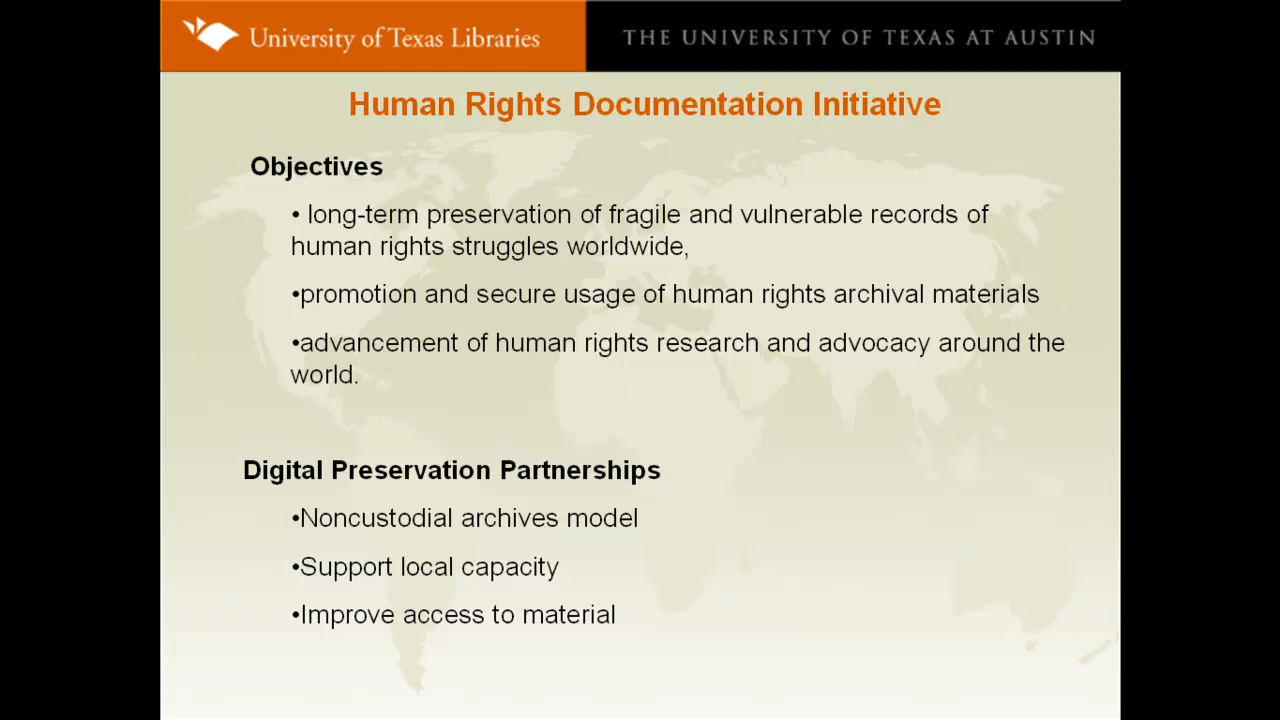 University of Texas Libraries
THE UNIVERSITY OF TEXAS AT AUSTIN
Human Rights Documentation Initiative
Objectives
• long-term preservation of fragile and vulnerable records of
human rights struggles worldwide,
•promotion and secure usage of human rights archival materials
•advancement of human rights research and advocacy around the
world.
Digital Preservation Partnerships
•Noncustodial archives model
•Support local capacity
•Improve access to material